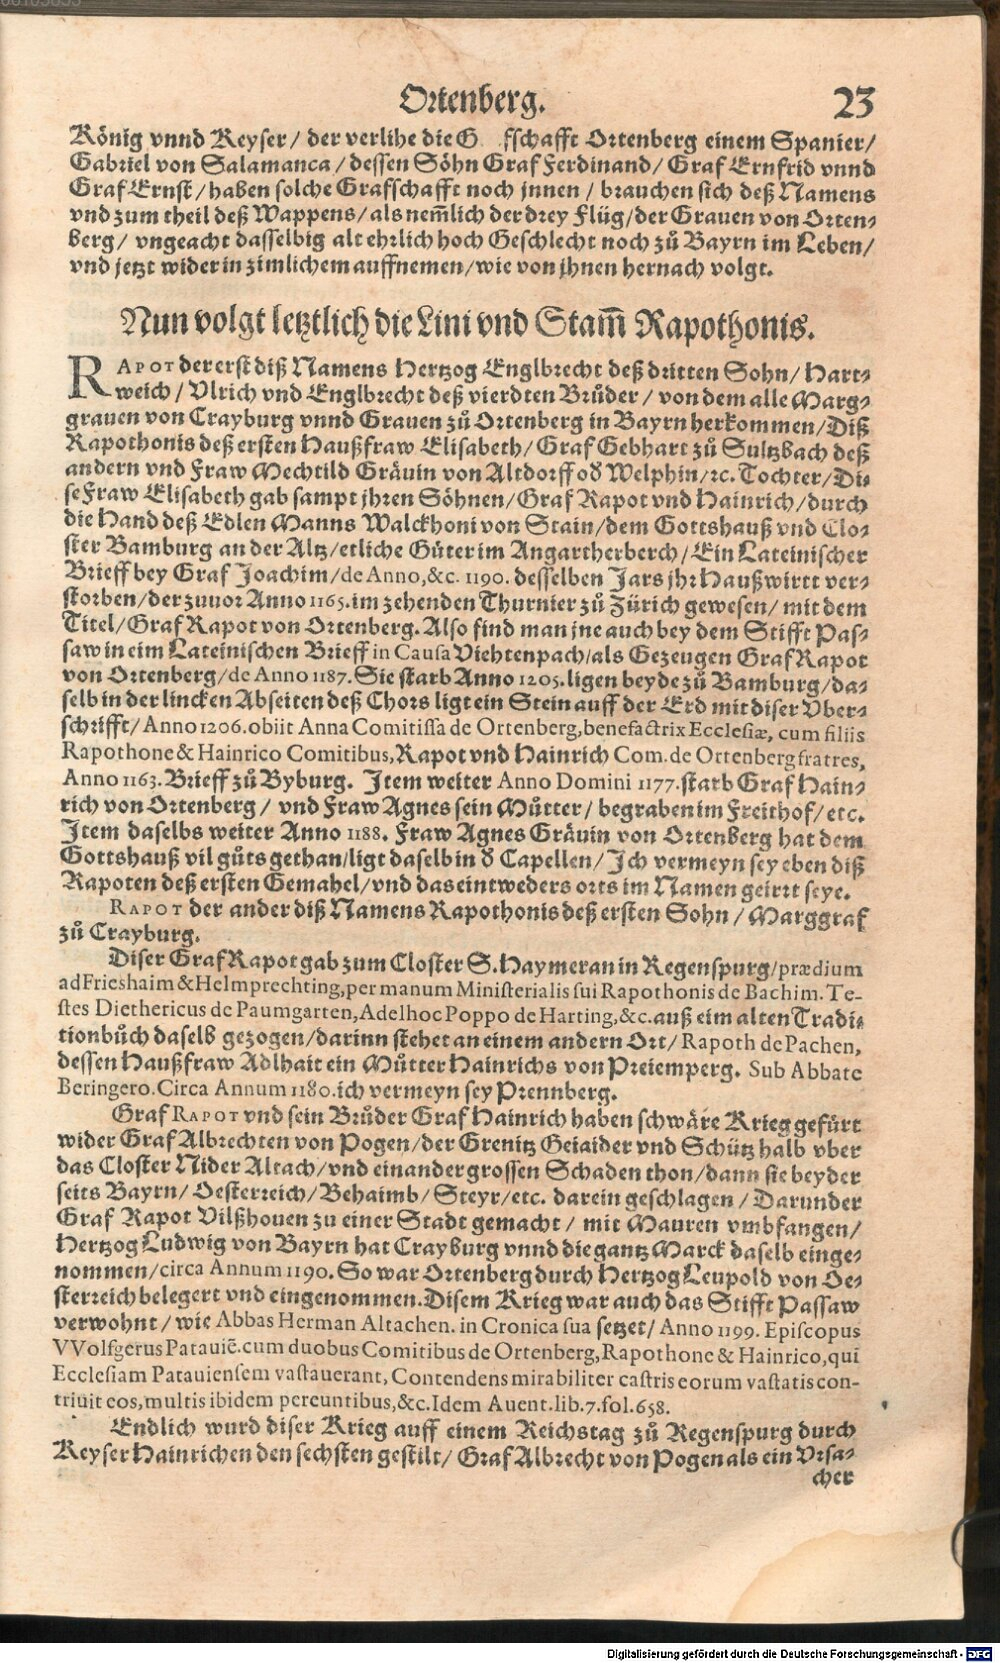 Ortenberg. 23
König vnnd Keyser / der verlihe die G fschafft Ortenberg einem Spanier/
Gabriel von Salamanca / dessen Söhn Graf Ferdinand / Graf Ernfrid vnnd
Graf Ernst / haben solche Grafschafft noch jnnen / brauchen sich deß Namens
vnd zum theil deß Wappens / als nem̃lich der drey Flüg / der Grauen von Orten⸗
berg / vngeacht dasselbig alt ehrlich hoch Geschlecht noch zů Bayrn im Leben /
vnd jetzt wider in zimlichem auffnemen / wie von jhnen hernach volgt.
Nun volgt letztlich die Lini vnd Stam̃ Rapothonis.
RAPOT der erst diß Namens Hertzog Englbrecht deß dritten Sohn / Hart⸗
weich / Vlrich vnd Englbrecht deß vierdten Brůder / von dem alle Marg⸗
grauen von Crayburg vnnd Grauen zů Ortenberg in Bayrn herkommen / Diß
Rapothonis deß ersten Haußfraw Elisabeth / Graf Gebhart zů Sultzbach deß
andern vnd Fraw Mechtild Gräuin von Altdorff oď Welphin / ꝛc. Tochter / Di⸗
se Fraw Elisabeth gab sampt jhren Söhnen / Graf Rapot vnd Hainrich / durch
die Hand deß Edlen Manns Walckhoni von Stain / dem Gottshauß vnd Clo⸗
ster Bamburg an der Altz / etliche Güter im Angartherberch / Ein Lateinischer
Brieff bey Graf Joachim / de Anno, &c. 1190. desselben Jars jhr Haußwirtt ver⸗
storben / der zuuor Anno 1165. im zehenden Thurnier zů Zürich gewesen / mit dem
Titel / Graf Rapot von Ortenberg. Also find man jne auch bey dem Stifft Pas⸗
saw in eim Lateinischen Brieff in Causa Viehtenpach / als Gezeugen Graf Rapot
von Ortenberg / de Anno 1187. Sie starb Anno 1205. ligen beyde zů Bamburg / da⸗
selb in der lincken Abseiten deß Chors ligt ein Stein auff der Erd mit diser Vber⸗
schrifft / Anno 1206. obiit Anna Comitissa de Ortenberg, benefactrix Ecclesiæ, cum filiis
Rapothone & Hainrico Comitibus, Rapot vnd Hainrich Com. de Ortenberg fratres,
Anno 1163. Brieff zů Byburg. Item weiter Anno Domini 1177. starb Graf Hain⸗
rich von Ortenberg / vnd Fraw Agnes sein Můtter / begraben im Freithof / etc.
Item daselbs weiter Anno 1188. Fraw Agnes Gräuin von Ortenberg hat dem
Gottshauß vil gůts gethan / ligt daselb in ď Capellen / Ich vermeyn sey eben diß
Rapoten deß ersten Gemahel / vnd das eintweders orts im Namen geirrt seye.
RAPOT der ander diß Namens Rapothonis deß ersten Sohn / Marggraf
zů Crayburg.
Diser Graf Rapot gab zum Closter S. Haymeran in Regenspurg / prædium
ad Frieshaim & Helmprechting, per manum Ministerialis sui Rapothonis de Bachim. Te-
stes Diethericus de Paumgarten, Adelhoc Poppo de Harting, &c. auß eim alten Tradi⸗
tionbůch daselb gezogen / darinn stehet an einem andern Ort / Rapoth de Pachen,
dessen Haußfraw Adlhait ein Můtter Hainrichs von Preiemperg. Sub Abbate
Beringero. Circa Annum 1180. ich vermeyn sey Prennberg.
Graf RAPOT vnd sein Brůder Graf Hainrich haben schwäre Krieg gefürt
wider Graf Albrechten von Pogen / der Grenitz Geiaider vnd Schütz halb vber
das Closter Nider Altach / vnd einander grossen Schaden thon / dann sie beyder
seits Bayrn / Oesterreich / Behaimb / Steyr / etc. darein geschlagen / Darunder
Graf Rapot Vilßhouen zu einer Stadt gemacht / mit Mauren vmbfangen /
Hertzog Ludwig von Bayrn hat Crayburg vnnd die gantz Marck daselb einge⸗
nommen / circa Annum 1190. So war Ortenberg durch Hertzog Leupold von Oe⸗
sterreich belegert vnd eingenommen. Disem Krieg war auch das Stifft Passaw
verwohnt / wie Abbas Herman Altachen. in Cronica sua setzet / Anno 1199. Episcopus
VVolfgerus Patauiẽ. cum duobus Comitibus de Ortenberg, Rapothone & Hainrico, qui
Ecclesiam Patauiensem vastauerant, Contendens mirabiliter castris eorum vastatis con-
triuit eos, multis ibidem pereuntibus, &c. Idem Auent. lib. 7. fol. 658.
Endlich wurd diser Krieg auff einem Reichstag zů Regenspurg durch
Keyser Hainrichen den sechsten gestilt / Graf Albrecht von Pogen als ein Vrsa⸗
cher
Digitalisierung gefördert durch die Deutsche Forschungsgemeinschaft - DFG